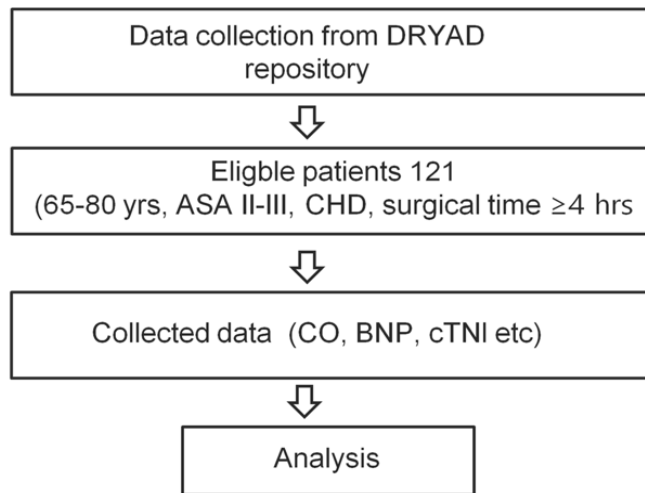 Data collection from DRYAD
repository
Eligble patients 121
(65-80 yrs, ASA II-III, CHD, surgical time ≥4 hrs
Collected data (CO, BNP, cTNI etc)
Analysis